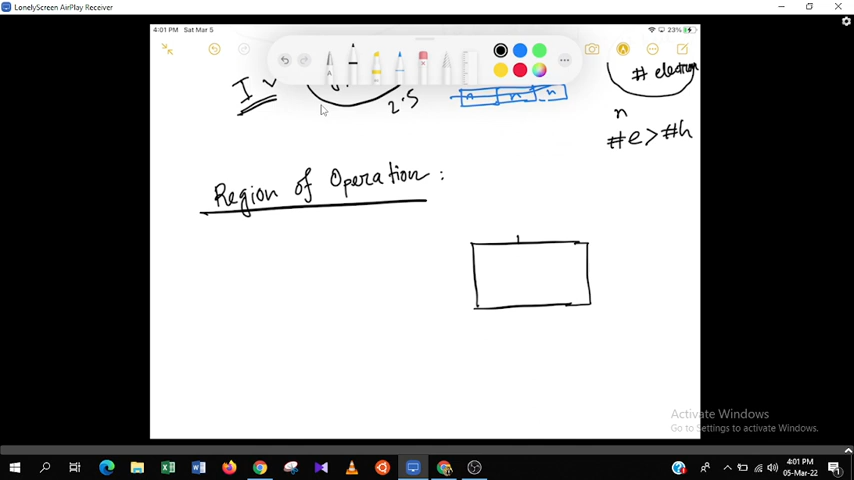 LonelyScreen AirPlay Receiver
4:01 PM Sat Mar 5
23%
I
2.5
n n n
# electron
n
#e > #h
Region of Operation :
Activate Windows
Go to Settings to activate Windows.
4:01 PM
05-Mar-22